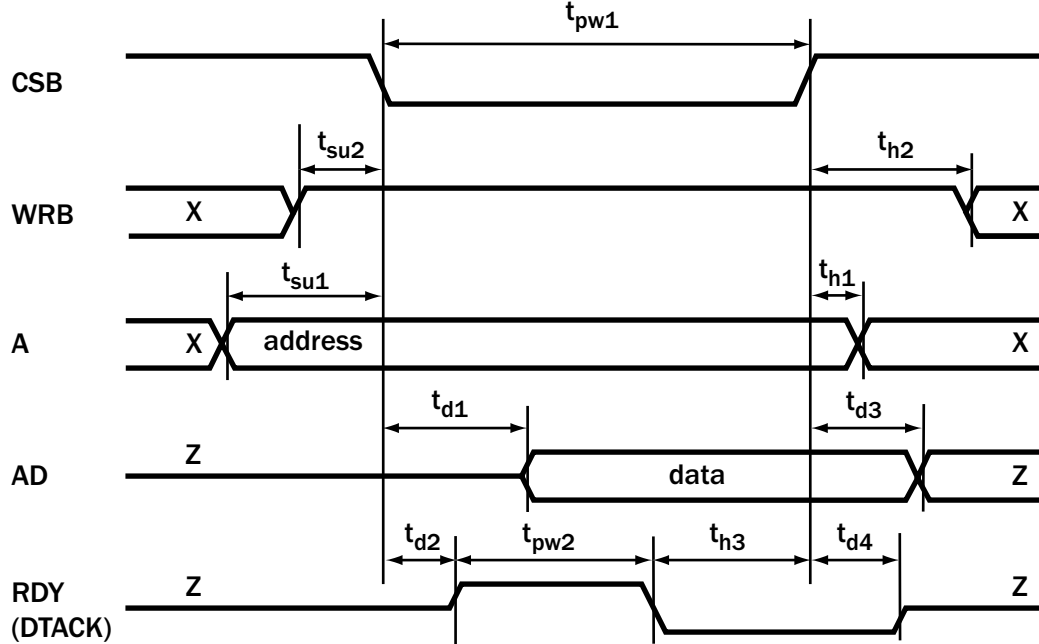 tpw1
CSB
tsu2
th2
WRB
X
X
tsu1
th1
A
X
address
X
td1
td3
AD
Z
data
Z
td2
tpw2
th3
td4
RDY
(DTACK)
Z
Z